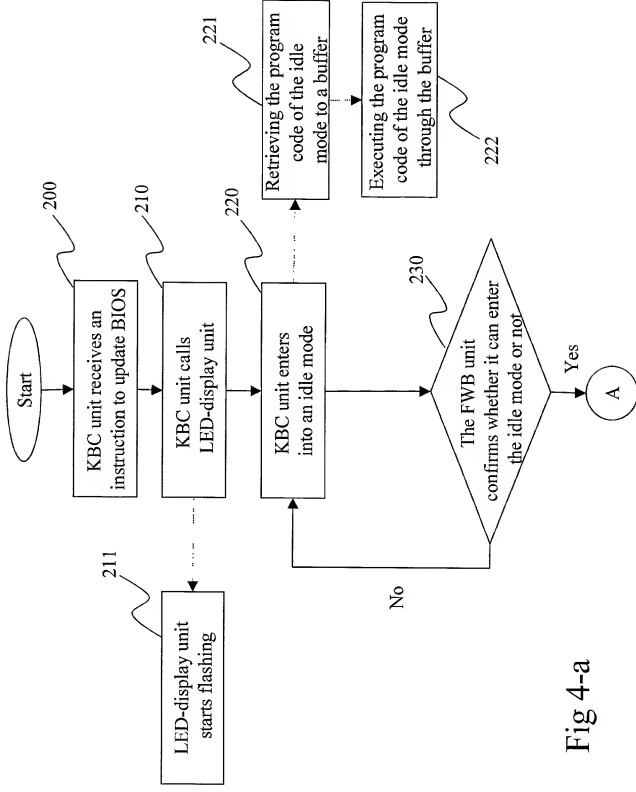 Start
200
KBC unit receives an
instruction to update BIOS
210
KBC unit calls
LED-display unit
211
LED-display unit
starts flashing
220
KBC unit enters
into an idle mode
221
Retrieving the program
code of the idle
mode to a buffer
Executing the program
code of the idle mode
through the buffer
222
230
The FWB unit
confirms whether it can enter
the idle mode or not
No
Yes
A
Fig 4-a